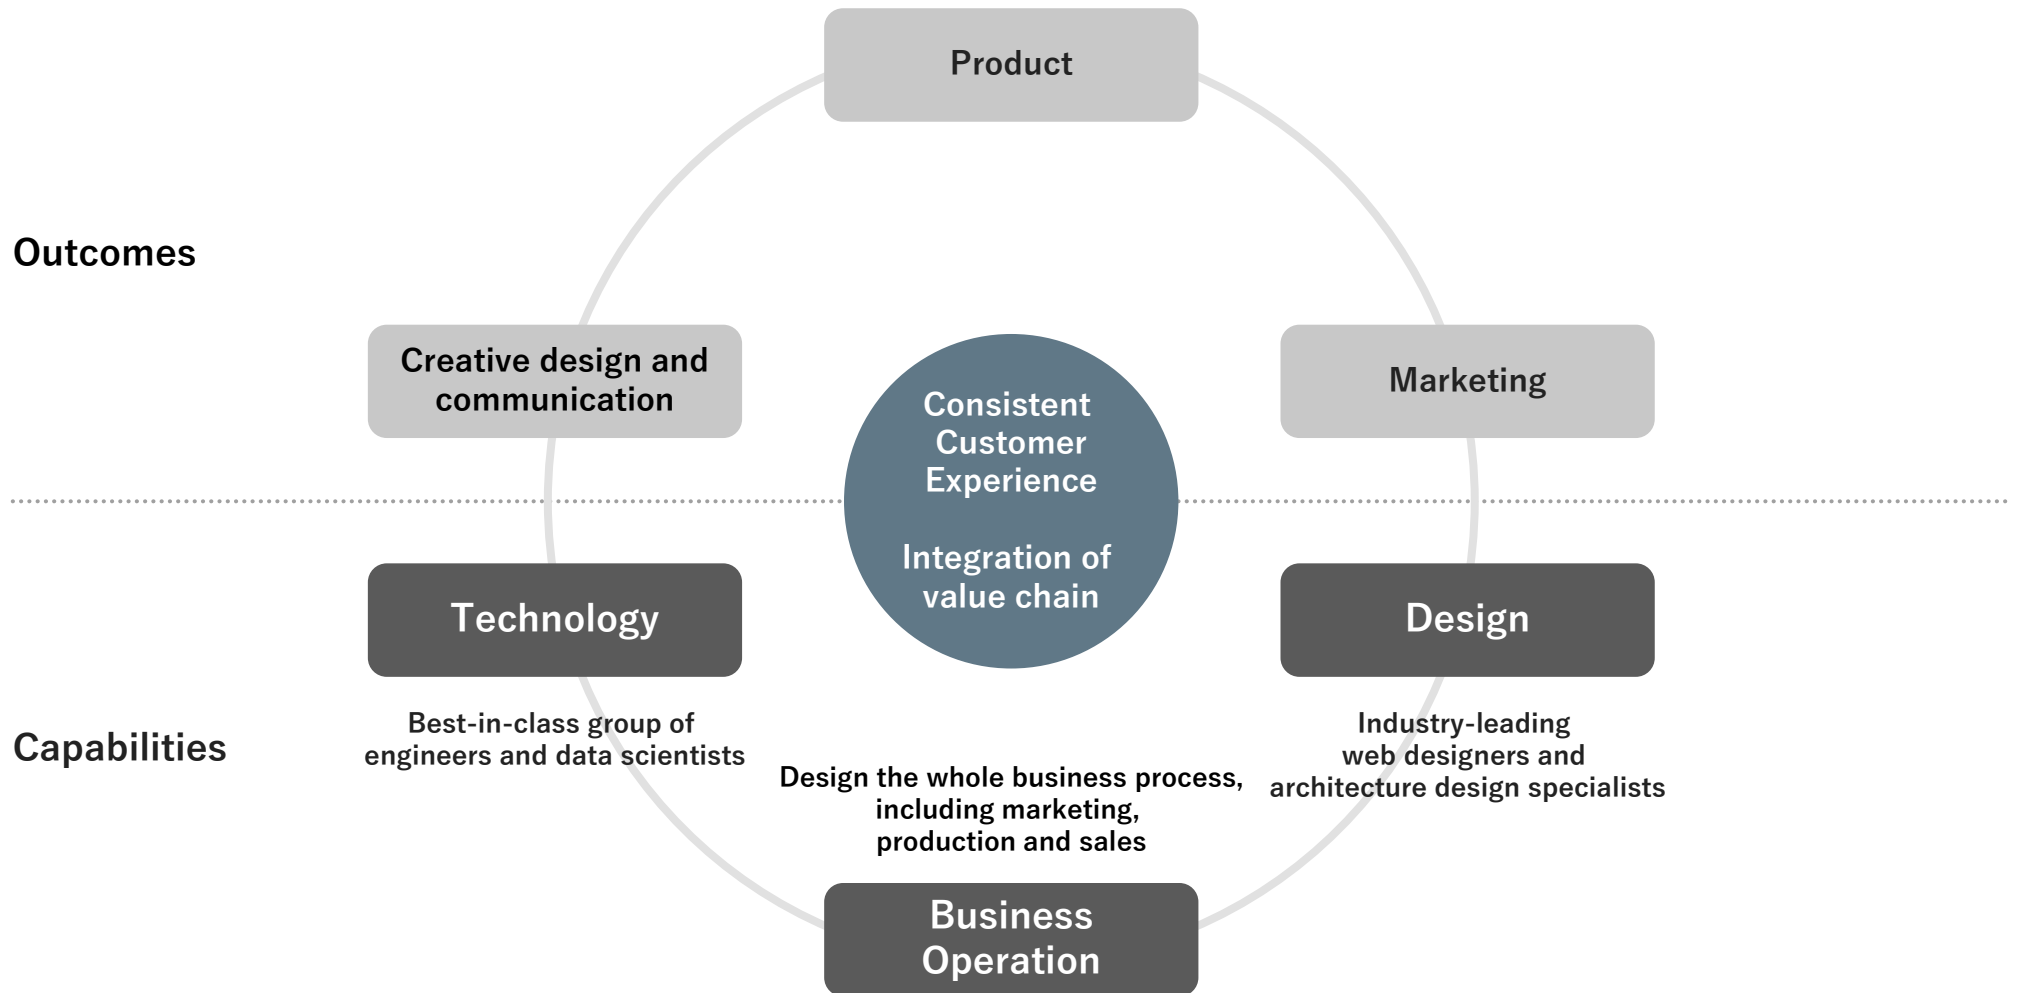 Product
Outcomes
Creative design and
communication
Marketing
Consistent
Customer
Experience
Integration of
value chain
Technology
Design
Capabilities
Best-in-class group of
engineers and data scientists
Design the whole business process,
including marketing,
production and sales
Industry-leading
web designers and
architecture design specialists
Business
Operation